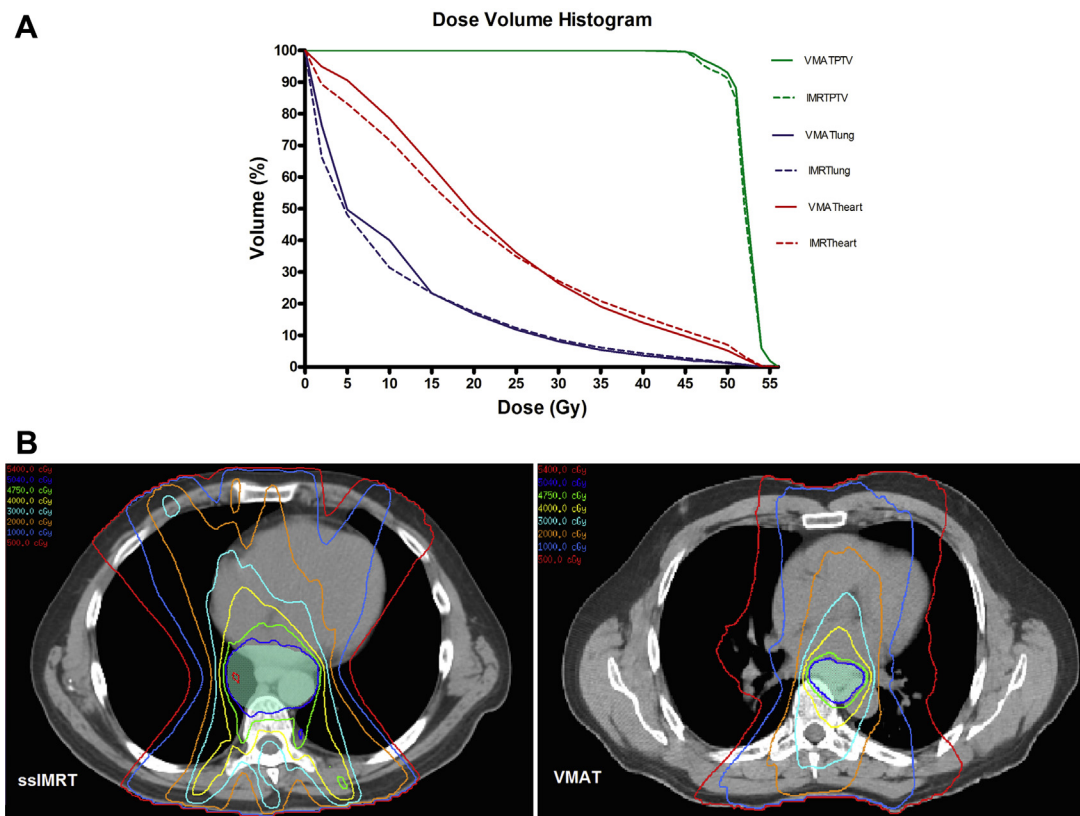 A
Dose Volume Histogram
100
90
80
70
60
50
40
30
20
10
0
Volume (%)
0 5 10 15 20 25 30 35 40 45 50 55
Dose (Gy)
VMATPTV
IMRTPTV
VMATlung
IMRTlung
VMATheart
IMRTheart
B
5400.0 cGy
5040.0 cGy
4750 cGy
4000.0 cGy
3000.0 cGy
2000.0 cGy
1000.0 cGy
500.0 cGy
ssIMRT
5400.0 cGy
5040.0 cGy
4750 cGy
4000.0 cGy
3000.0 cGy
2000.0 cGy
1000.0 cGy
500.0 cGy
VMAT